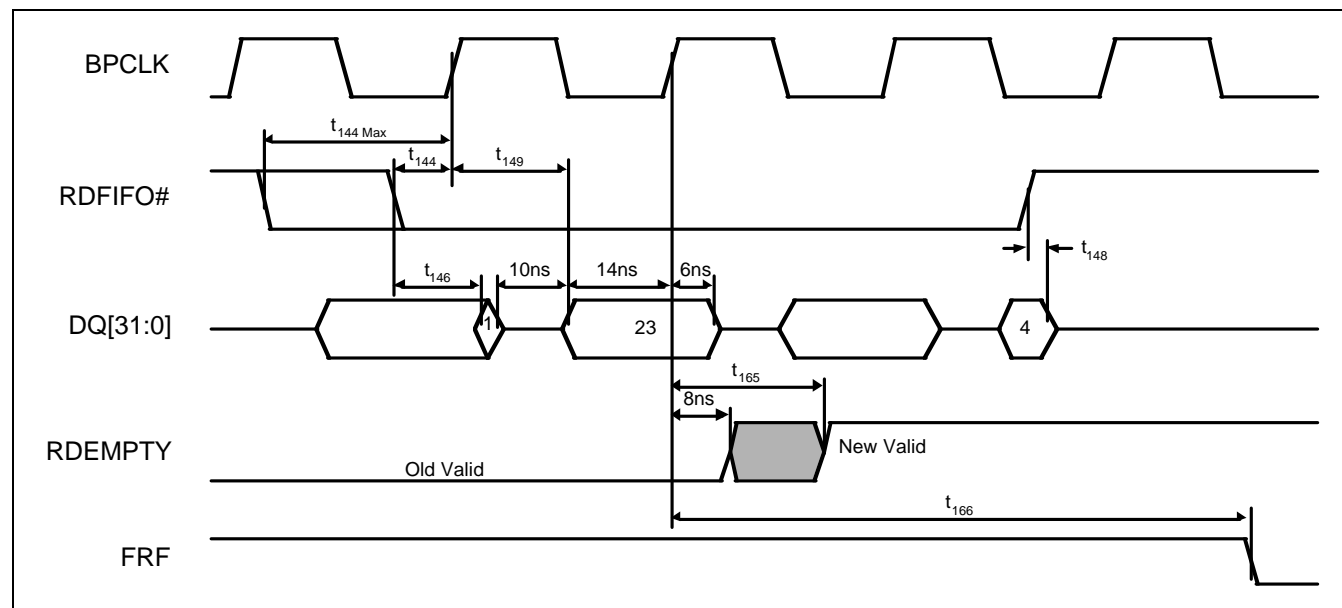 BPCLK
t144 Max
t144
t149
RDFIFO#
t148
t146
10ns
14ns
6ns
DQ[31:0]
1
23
4
t165
8ns
RDEMPTY
Old Valid
New Valid
t166
FRF